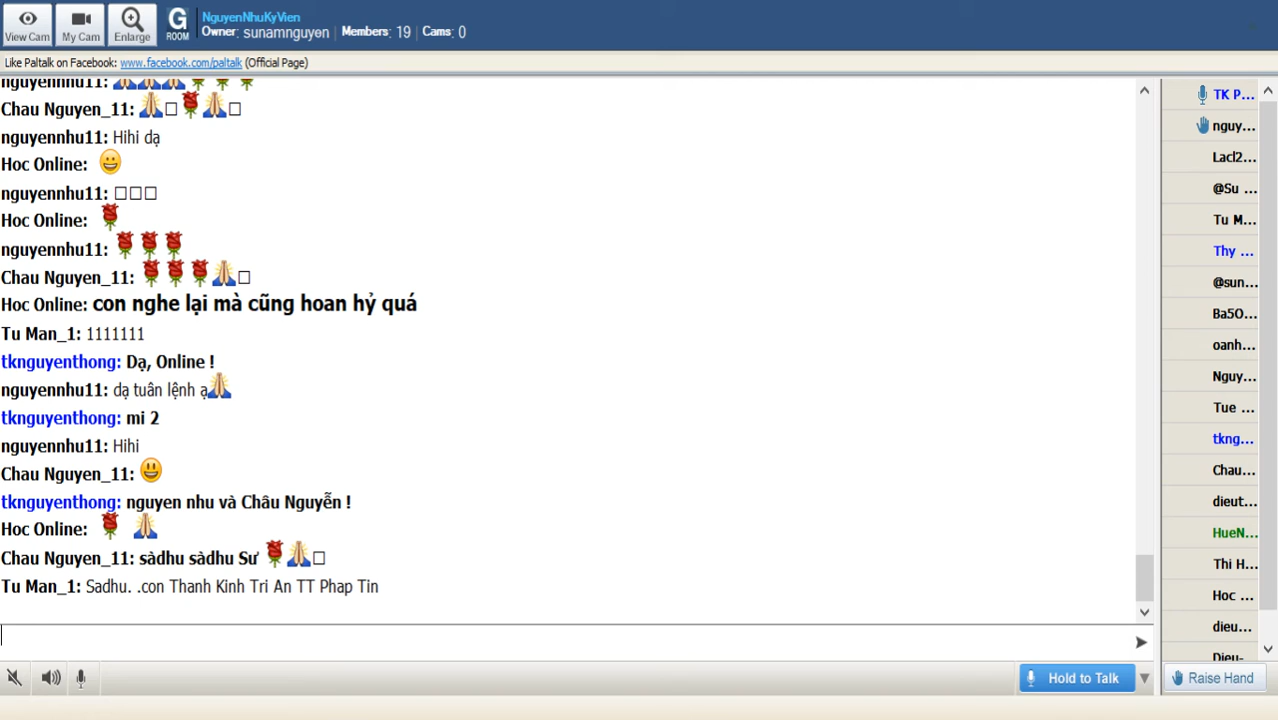 NguyenNhuKyVien
View Cam
My Cam
Enlarge
G
ROOM
Owner: sunamnguyen Members: 19 Cams: 0
Like Paltalk on Facebook: www.facebook.com/paltalk (Official Page)
nguyennhu11:
Chau Nguyen_11:
nguyennhu11: Hihi dạ
Hoc Online:
nguyennhu11:
Hoc Online:
nguyennhu11:
Chau Nguyen_11:
Hoc Online: con nghe lại mà cũng hoan hỷ quá
Tu Man_1: 1111111
tknguyenthong: Dạ, Online !
nguyennhu11: dạ tuân lệnh ạ
tknguyenthong: mi 2
nguyennhu11: Hihi
Chau Nguyen_11:
tknguyenthong: nguyen nhu và Châu Nguyễn !
Hoc Online:
Chau Nguyen_11: sàdhu sàdhu Sư
Tu Man_1: Sadhu. .con Thanh Kinh Tri An TT Phap Tin
Hold to Talk
TK P...
nguy...
Lacl2...
@Su ...
Tu M...
Thy ...
@sun...
Ba5O...
oanh...
Nguy...
Tue ...
tkng...
Chau...
dieut...
HueN...
Thi H...
Hoc ...
dieu...
Dieu-
Raise Hand